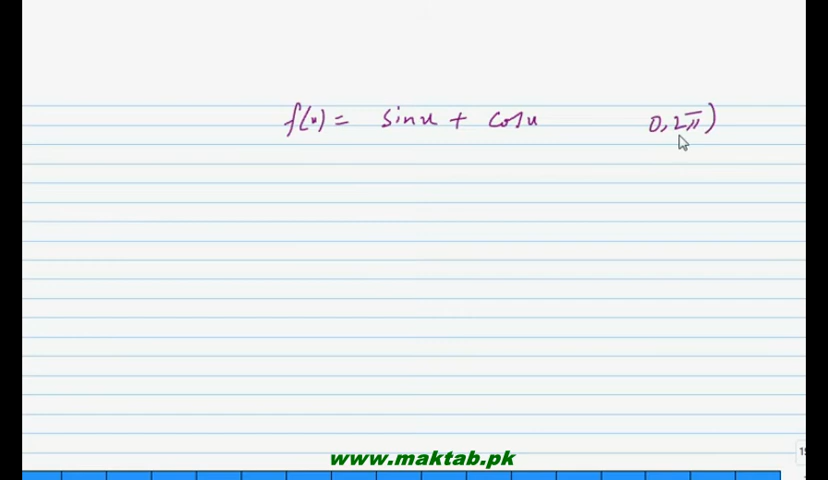 f(x) = sinx + cosx 0, 2π)
www.maktab.pk